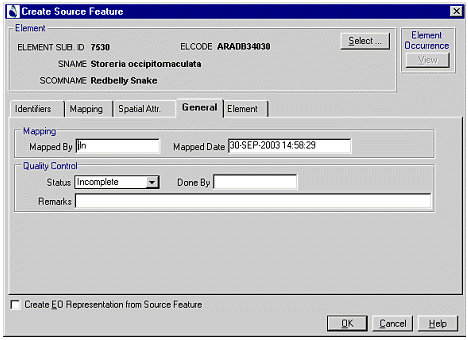 Create Source Feature
Element
ELEMENT SUB. ID 7530 ELCODE ARADB34030
SNAME Storeria occipitomaculata
SCOMNAME Redbelly Snake
Select ...
Element Occurrence
View
Identifiers Mapping Spatial Attr. General Element
Mapping
Mapped By jln Mapped Date 30-SEP-2003 14:58:29
Quality Control
Status Incomplete Done By
Remarks
Create EO Representation from Source Feature
OK Cancel Help